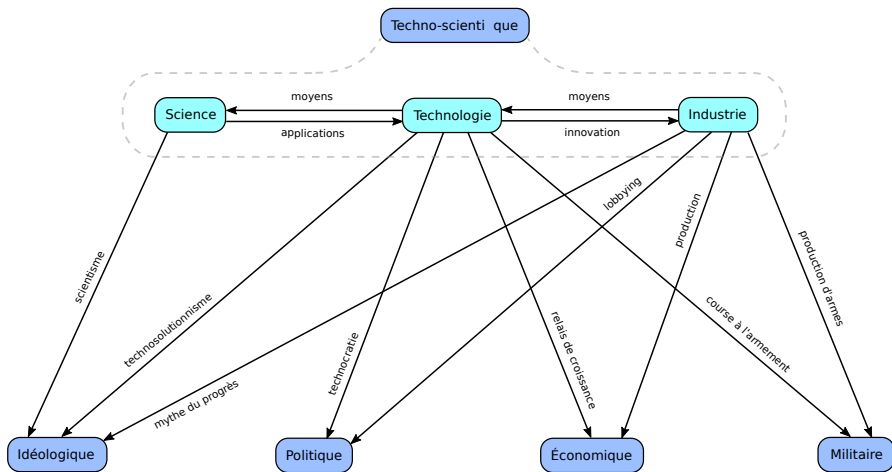 Techno-scienti que
moyens
moyens
Science
Technologie
Industrie
applications
innovation
lobbying
production
scientisme
production d'armes
technosolutionnisme
course à l'armement
relais de croissance
technocratie
mythe du progrès
Idéologique
Politique
Économique
Militaire